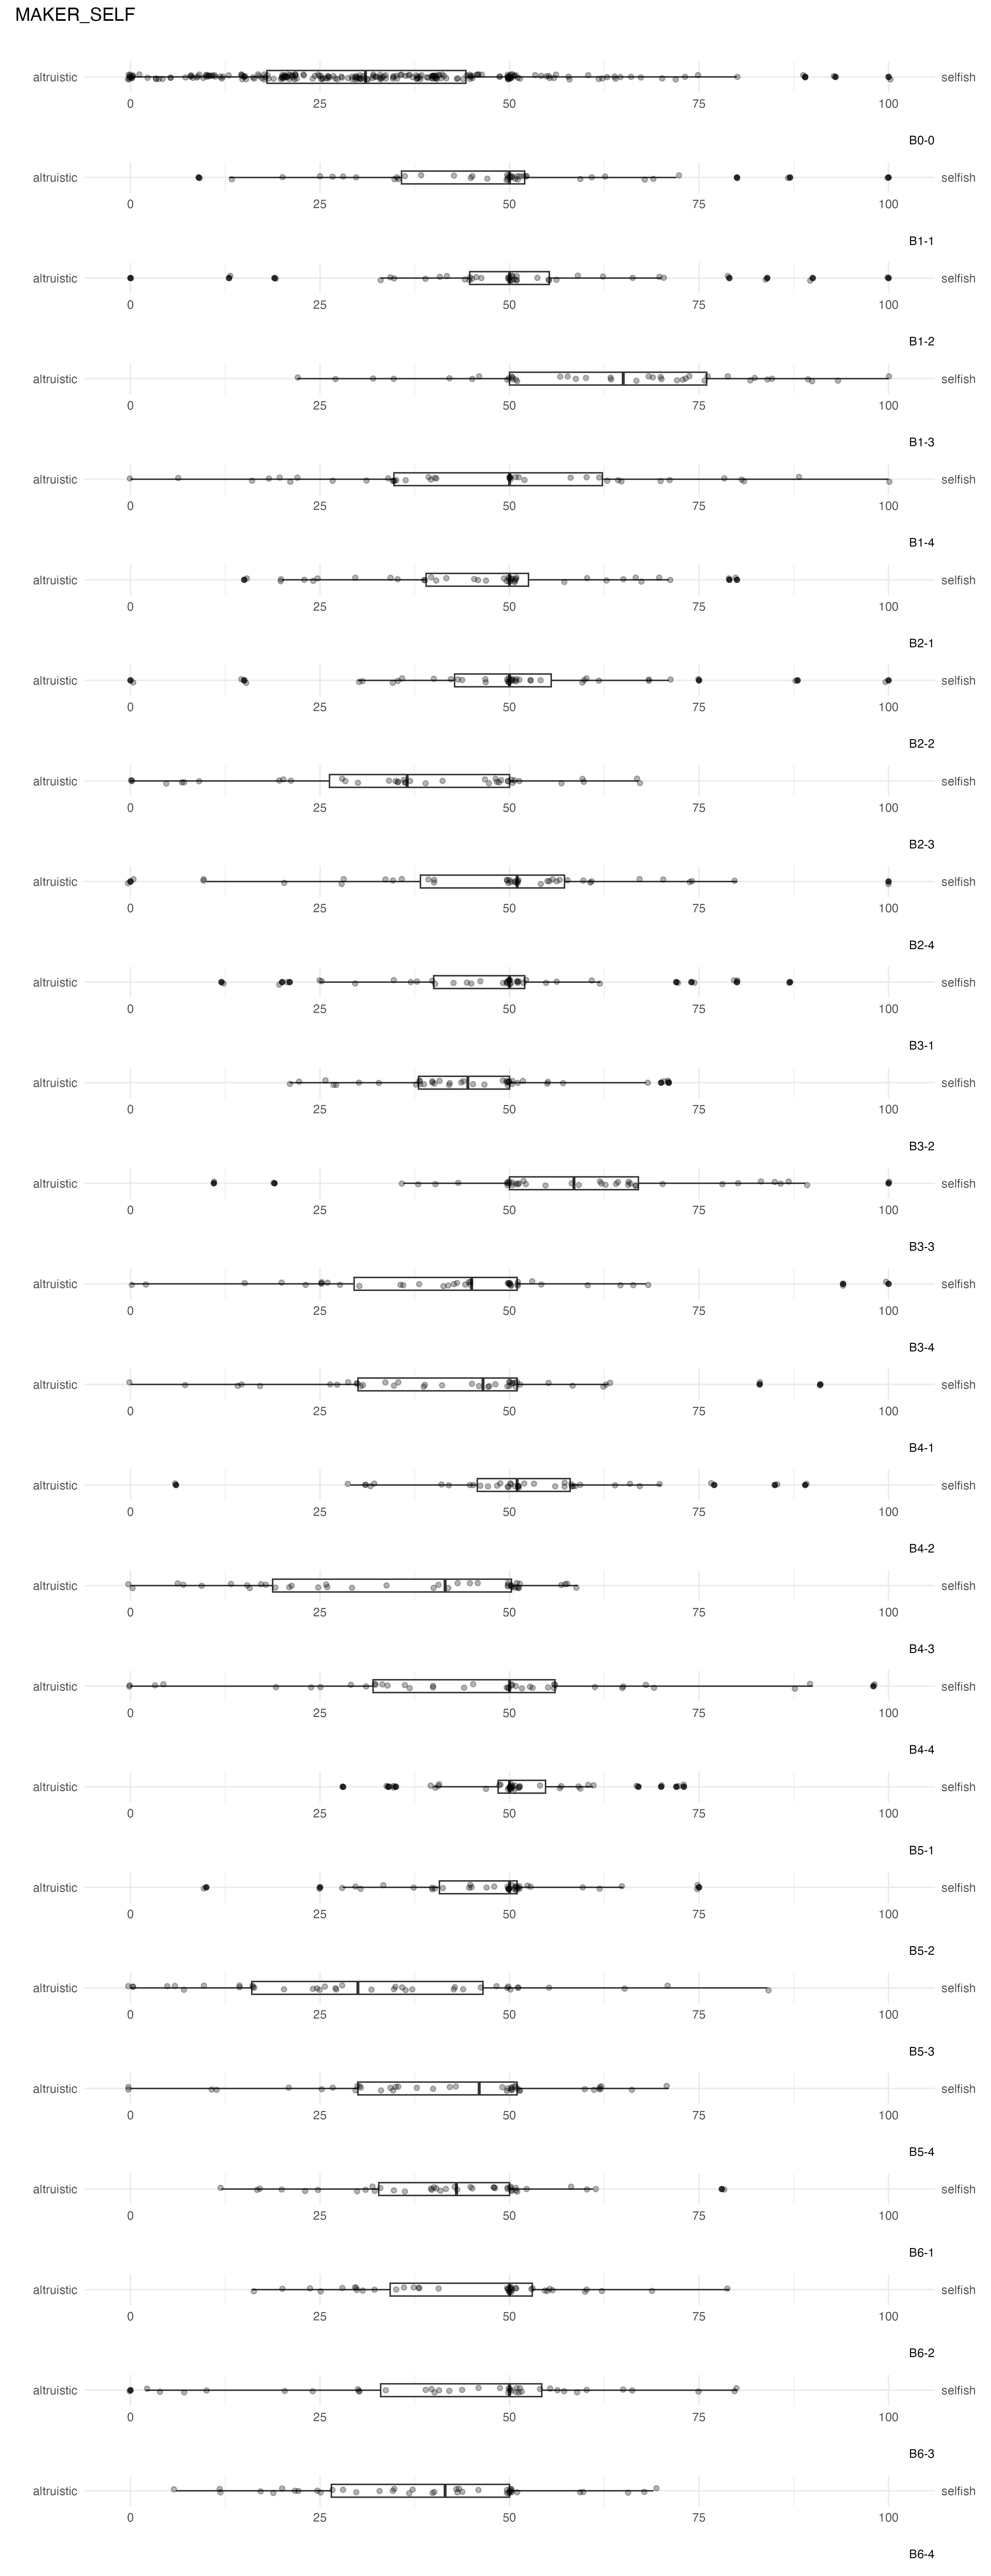 MAKER_SELF
altruistic selfish
0 25 50 75 100
B0-0
altruistic selfish
0 25 50 75 100
B1-1
altruistic selfish
0 25 50 75 100
B1-2
altruistic selfish
0 25 50 75 100
B1-3
altruistic selfish
0 25 50 75 100
B1-4
altruistic selfish
0 25 50 75 100
B2-1
altruistic selfish
0 25 50 75 100
B2-2
altruistic selfish
0 25 50 75 100
B2-3
altruistic selfish
0 25 50 75 100
B2-4
altruistic selfish
0 25 50 75 100
B3-1
altruistic selfish
0 25 50 75 100
B3-2
altruistic selfish
0 25 50 75 100
B3-3
altruistic selfish
0 25 50 75 100
B3-4
altruistic selfish
0 25 50 75 100
B4-1
altruistic selfish
0 25 50 75 100
B4-2
altruistic selfish
0 25 50 75 100
B4-3
altruistic selfish
0 25 50 75 100
B4-4
altruistic selfish
0 25 50 75 100
B5-1
altruistic selfish
0 25 50 75 100
B5-2
altruistic selfish
0 25 50 75 100
B5-3
altruistic selfish
0 25 50 75 100
B5-4
altruistic selfish
0 25 50 75 100
B6-1
altruistic selfish
0 25 50 75 100
B6-2
altruistic selfish
0 25 50 75 100
B6-3
altruistic selfish
0 25 50 75 100
B6-4